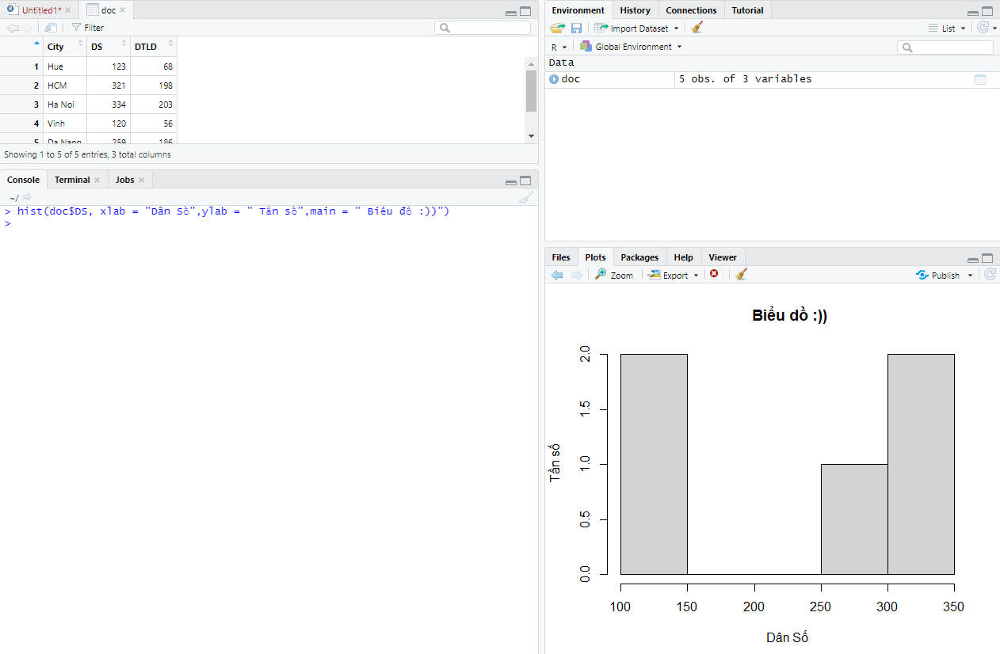 Untitled1*
doc
Filter
City DS DTLD
1 Hue 123 68
2 HCM 321 198
3 Ha Noi 334 203
4 Vinh 120 56
5 Da Nang 259 186
Showing 1 to 5 of 5 entries, 3 total columns
Console Terminal Jobs
~/
> hist(doc$DS, xlab = "Dân Số",ylab = " Tần số",main = " Biểu đồ :))")
>
Environment History Connections Tutorial
Import Dataset List
R Global Environment
Data
doc 5 obs. of 3 variables
Files Plots Packages Help Viewer
Zoom Export Publish
Biểu dồ :))
2.0
1.5
1.0
0.5
0.0
Tần số
100 150 200 250 300 350
Dân Số